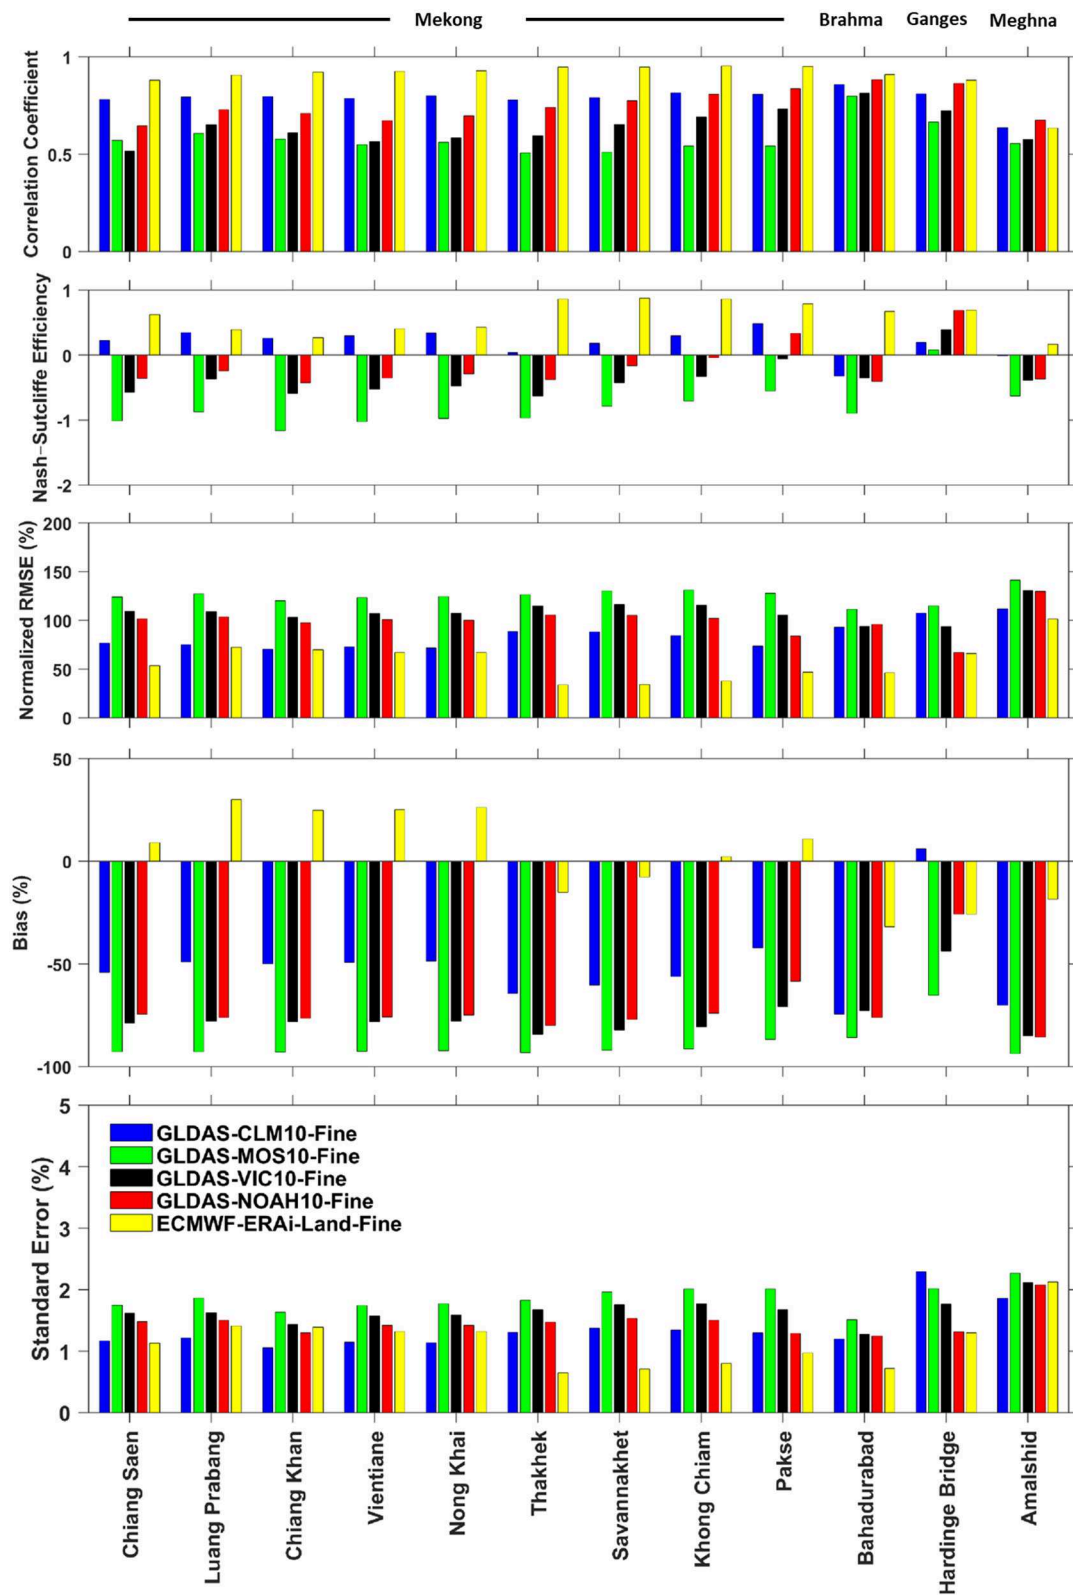 Mekong Brahma Ganges Meghna
Correlation Coefficient
1
0.5
0
Nash-Sutcliffe Efficiency
1
0
-1
-2
Normalized RMSE (%)
200
150
100
50
0
Bias (%)
50
0
-50
-100
Standard Error (%)
5
4
3
2
1
0
GLDAS-CLM10-Fine
GLDAS-MOS10-Fine
GLDAS-VIC10-Fine
GLDAS-NOAH10-Fine
ECMWF-ERAi-Land-Fine
Chiang Saen
Luang Prabang
Chiang Khan
Vientiane
Nong Khai
Thakhek
Savannakhet
Khong Chiam
Pakse
Bahadurabad
Hardinge Bridge
Amalshid